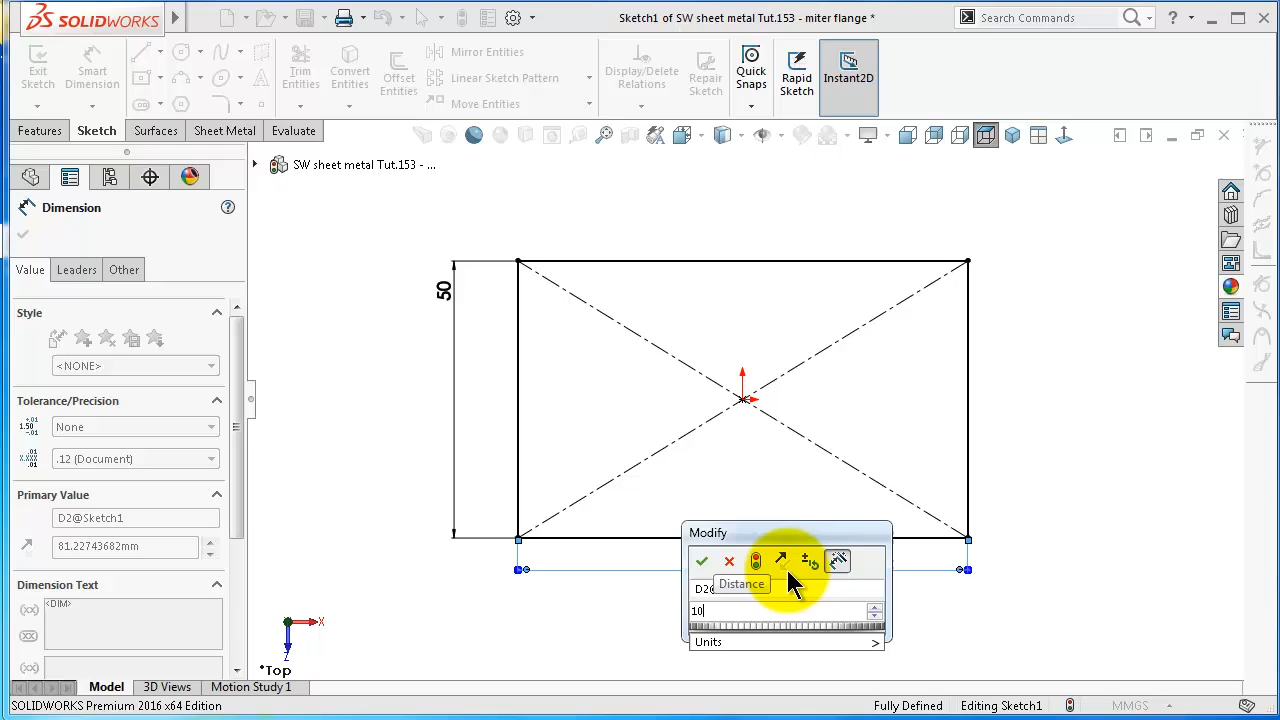 SOLIDWORKS
Sketch1 of SW sheet metal Tut.153 - miter flange *
Search Commands
Exit Sketch
Smart Dimension
Trim Entities
Convert Entities
Offset Entities
Mirror Entities
Linear Sketch Pattern
Move Entities
Display/Delete Relations
Repair Sketch
Quick Snaps
Rapid Sketch
Instant2D
Features
Sketch
Surfaces
Sheet Metal
Evaluate
SW sheet metal Tut.153 - ...
Dimension
Value
Leaders
Other
Style
<NONE>
Tolerance/Precision
None
.12 (Document)
Primary Value
D2@Sketch1
81.22743682mm
Dimension Text
<DIM>
50
Modify
Distance
D2@
10
Units
>
X
Z
*Top
Model
3D Views
Motion Study 1
SOLIDWORKS Premium 2016 x64 Edition
Fully Defined
Editing Sketch1
MMGS